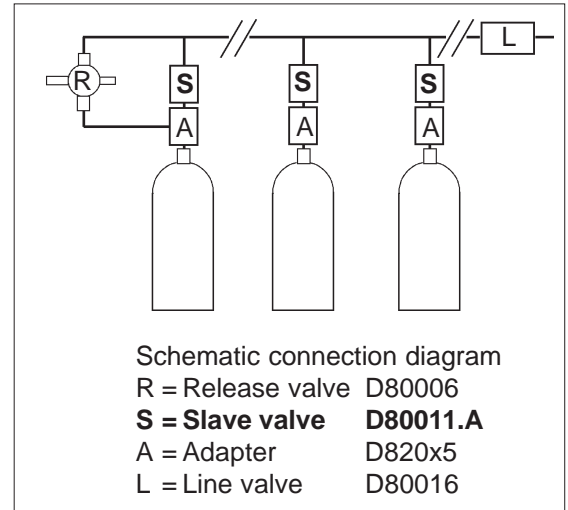 L
R
S S S
A A A
Schematic connection diagram
R = Release valve D80006
S = Slave valve D80011.A
A = Adapter D820x5
L = Line valve D80016